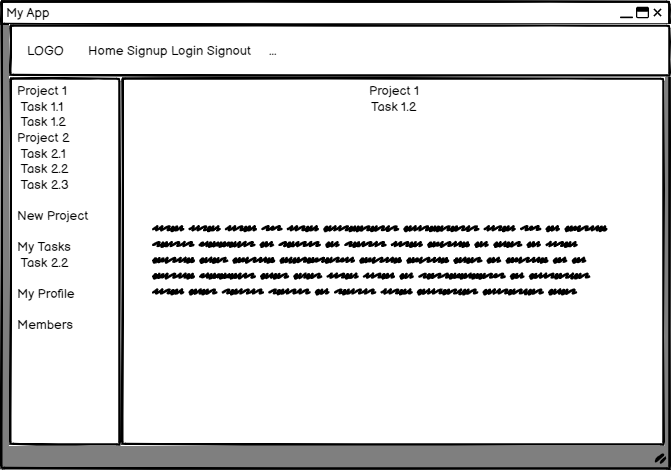 My App
LOGO Home Signup Login Signout ...
Project 1
Task 1.1
Task 1.2
Project 2
Task 2.1
Task 2.2
Task 2.3
New Project
My Tasks
Task 2.2
My Profile
Members
Project 1
Task 1.2